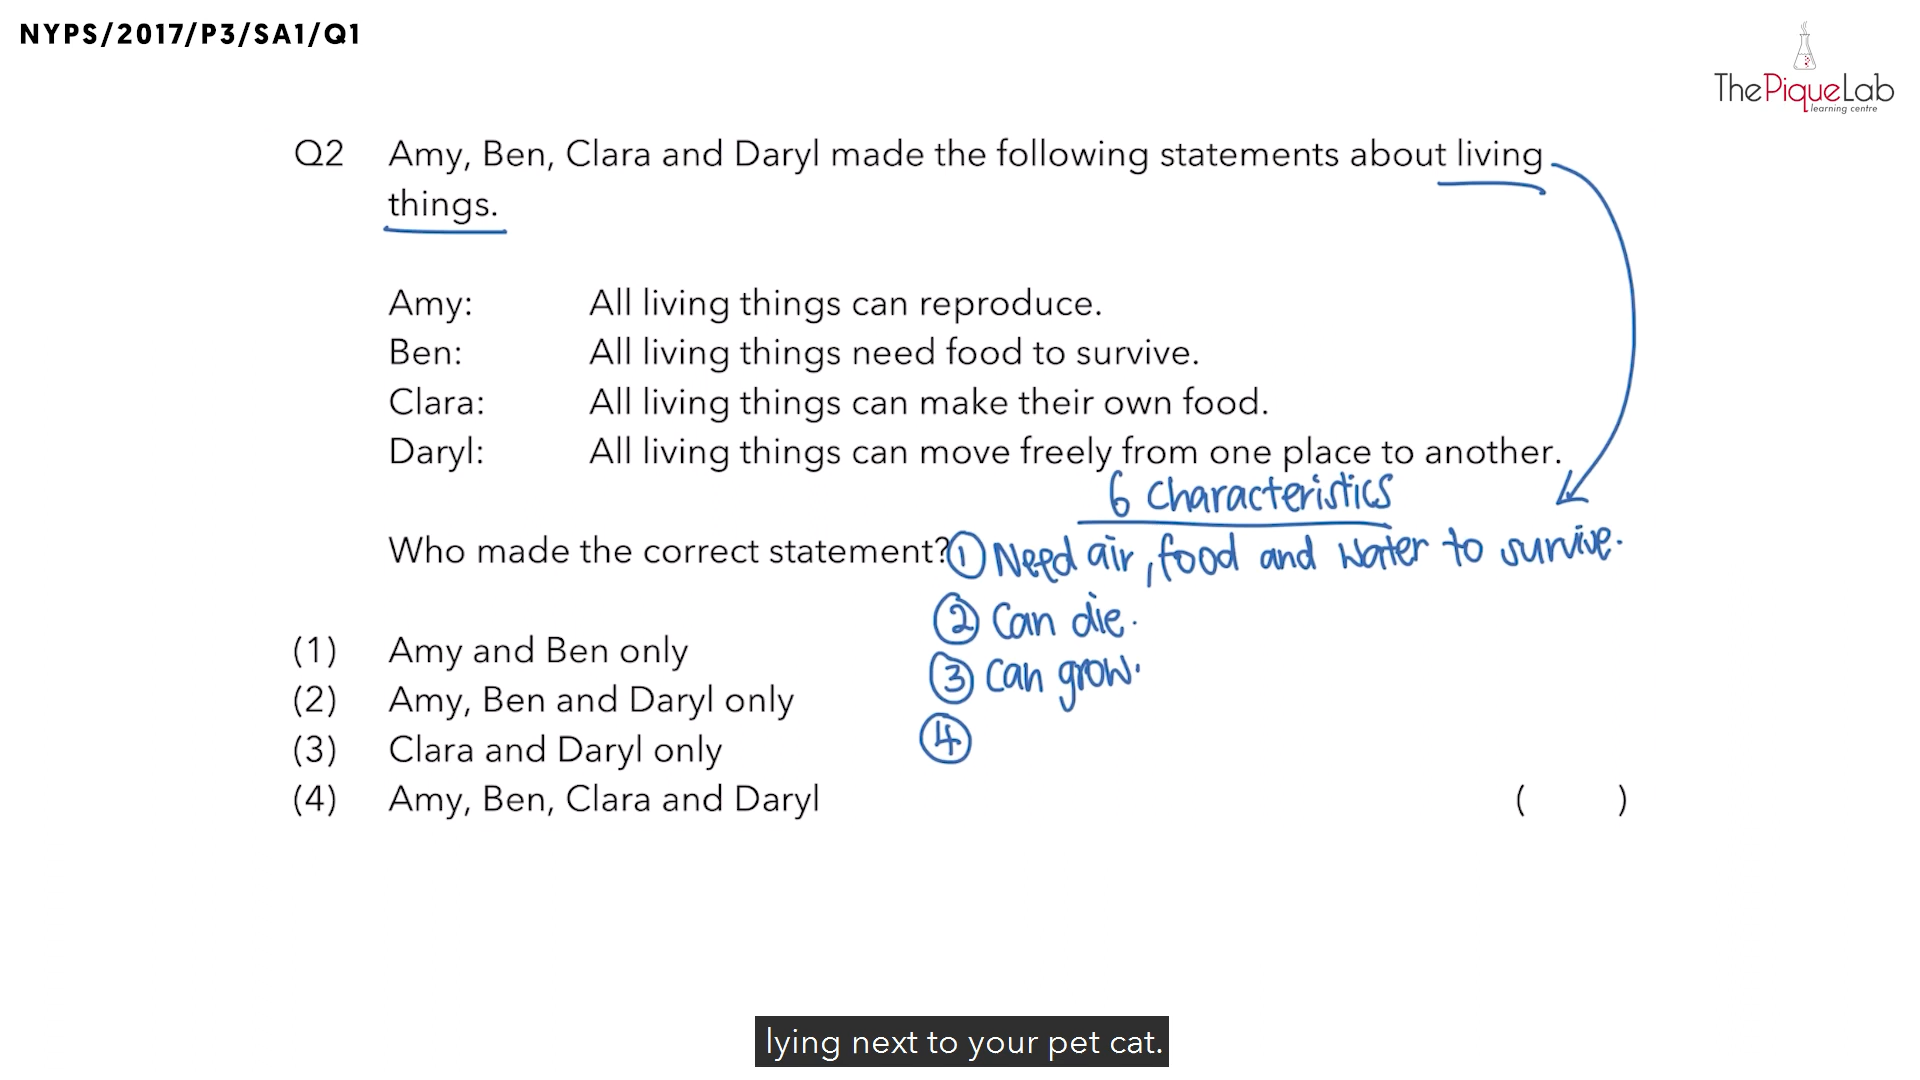 NYPS/2017/P3/SA1/Q1
ThePiqueLab
learning centre
Q2 Amy, Ben, Clara and Daryl made the following statements about living
things.
Amy: All living things can reproduce.
Ben: All living things need food to survive.
Clara: All living things can make their own food.
Daryl: All living things can move freely from one place to another.
6 Characteristics
Who made the correct statement?
① Need air, food and water to survive.
② Can die.
③ Can grow.
④
(1) Amy and Ben only
(2) Amy, Ben and Daryl only
(3) Clara and Daryl only
(4) Amy, Ben, Clara and Daryl ( )
lying next to your pet cat.